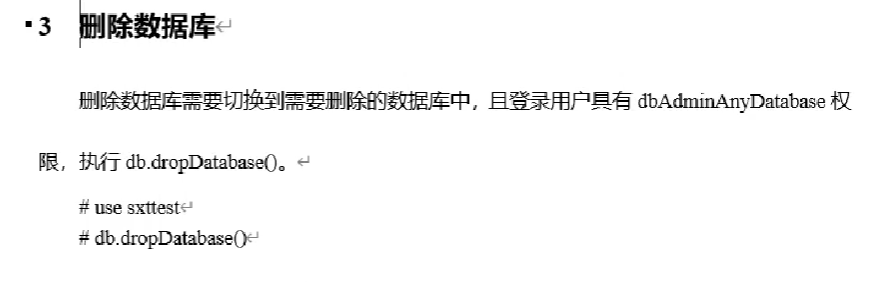 3 删除数据库
删除数据库需要切换到需要删除的数据库中，且登录用户具有 dbAdminAnyDatabase 权
限，执行 db.dropDatabase()。
# use sxttest
# db.dropDatabase()